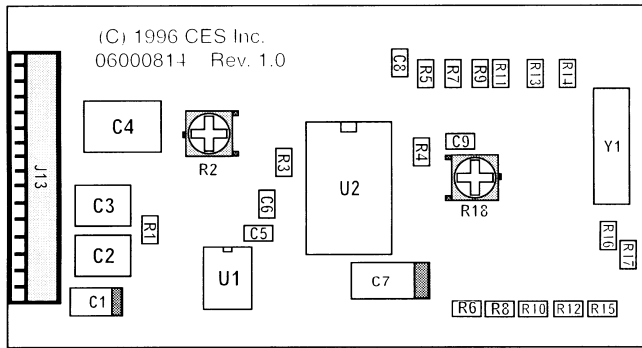 (C) 1996 CES Inc.
06000814 Rev. 1.0
C8
R5
R7
R9
R11
R13
R14
J13
C4
R2
R3
U2
R4
C9
R18
Y1
C3
R1
C6
C5
C2
U1
C7
C1
R16
R17
R6
R8
R10
R12
R15